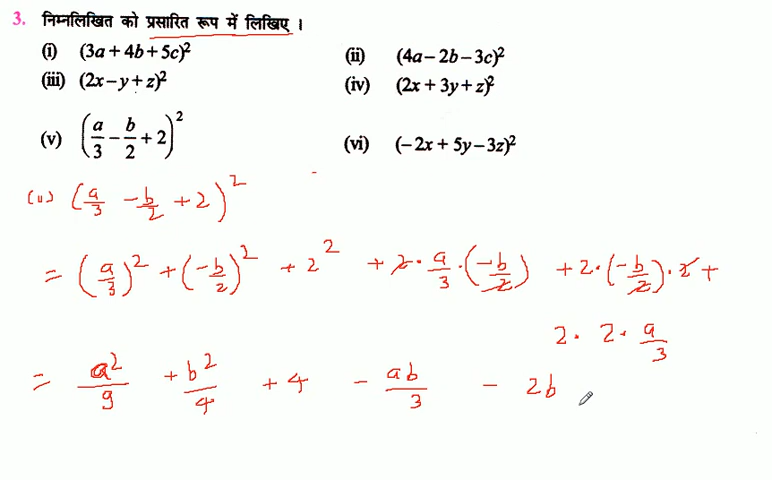 3. निम्नलिखित को प्रसारित रूप में लिखिए ।
(i) (3a + 4b + 5c)² (ii) (4a – 2b – 3c)²
(iii) (2x – y + z)² (iv) (2x + 3y + z)²
(v) (a/3 – b/2 + 2)² (vi) (– 2x + 5y – 3z)²
(v) (a/3 - b/2 + 2)²
= (a/3)² + (-b/2)² + 2² + 2 · a/3 · (-b/2) + 2 · (-b/2) · 2 +
2 · 2 · a/3
= a²/9 + b²/4 + 4 - ab/3 - 2b